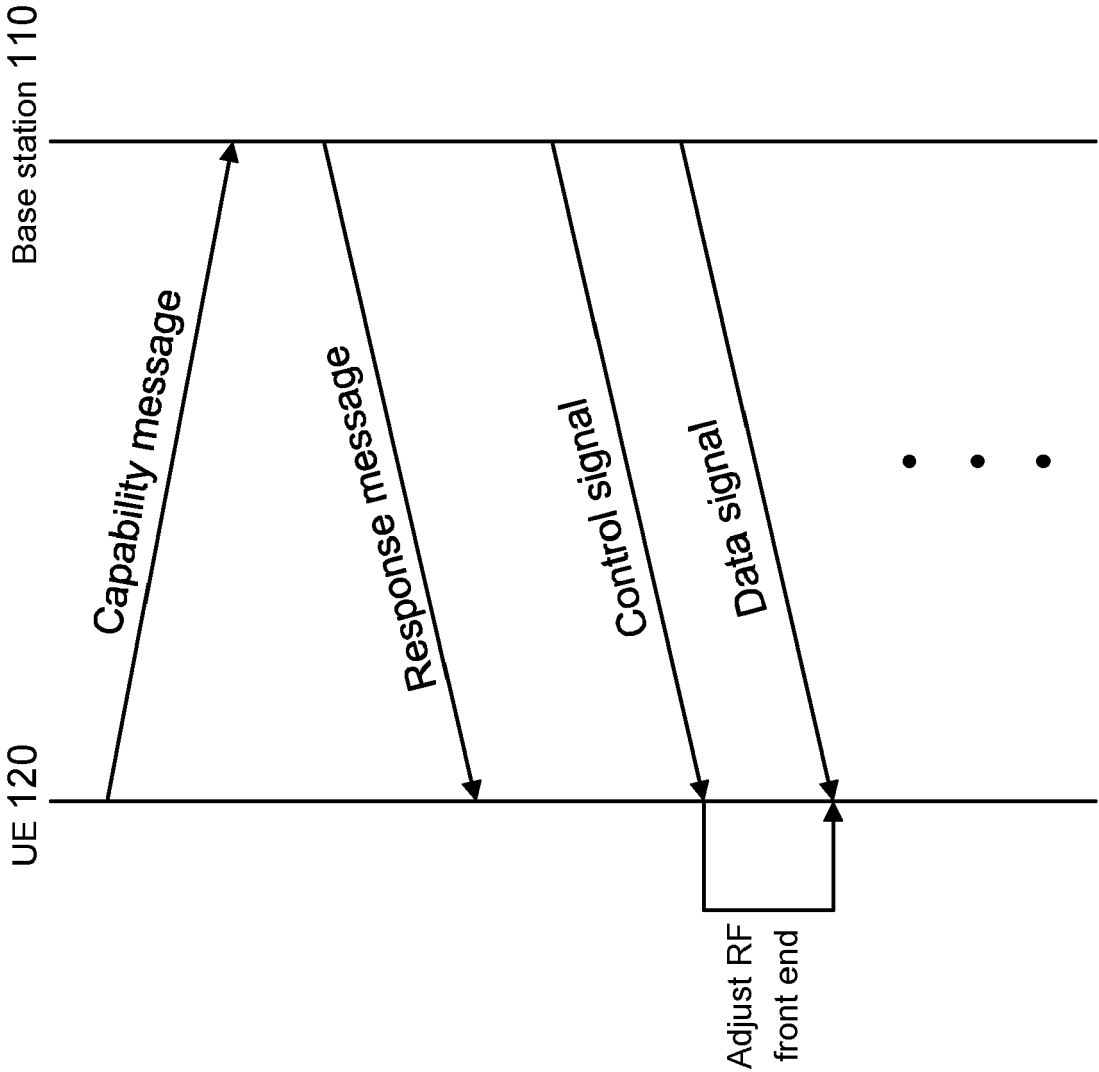 UE 120
Base station 110
Capability message
Response message
Control signal
Data signal
Adjust RF
front end